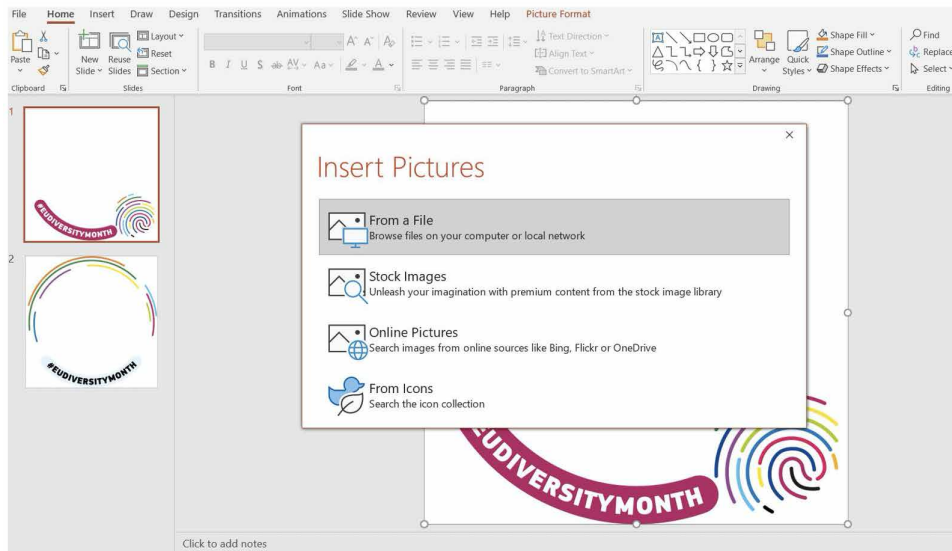 File Home Insert Draw Design Transitions Animations Slide Show Review View Help Picture Format
Paste
New Slide
Reuse Slides
Layout
Reset
Section
B I U S ab AV Aa A A
A A A
Text Direction
Align Text
Convert to SmartArt
Arrange
Quick Styles
Shape Fill
Shape Outline
Shape Effects
Find
Replace
Select
Clipboard Slides Font Paragraph Drawing Editing
1
#EUDIVERSITYMONTH
2
#EUDIVERSITYMONTH
Insert Pictures
From a File
Browse files on your computer or local network
Stock Images
Unleash your imagination with premium content from the stock image library
Online Pictures
Search images from online sources like Bing, Flickr or OneDrive
From Icons
Search the icon collection
#EUDIVERSITYMONTH
Click to add notes